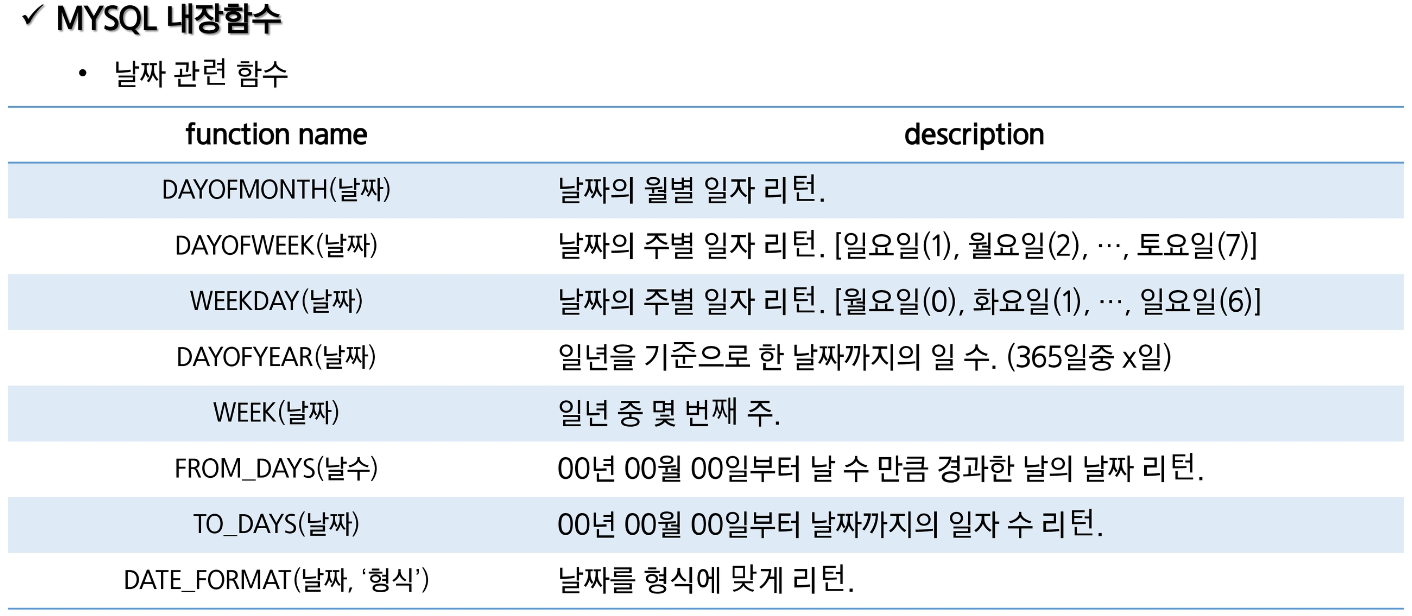 ✓ MYSQL 내장함수
• 날짜 관련 함수
function name description
DAYOFMONTH(날짜) 날짜의 월별 일자 리턴.
DAYOFWEEK(날짜) 날짜의 주별 일자 리턴. [일요일(1), 월요일(2), …, 토요일(7)]
WEEKDAY(날짜) 날짜의 주별 일자 리턴. [월요일(0), 화요일(1), …, 일요일(6)]
DAYOFYEAR(날짜) 일년을 기준으로 한 날짜까지의 일 수. (365일중 x일)
WEEK(날짜) 일년 중 몇 번째 주.
FROM_DAYS(날수) 00년 00월 00일부터 날 수 만큼 경과한 날의 날짜 리턴.
TO_DAYS(날짜) 00년 00월 00일부터 날짜까지의 일자 수 리턴.
DATE_FORMAT(날짜, ‘형식’) 날짜를 형식에 맞게 리턴.